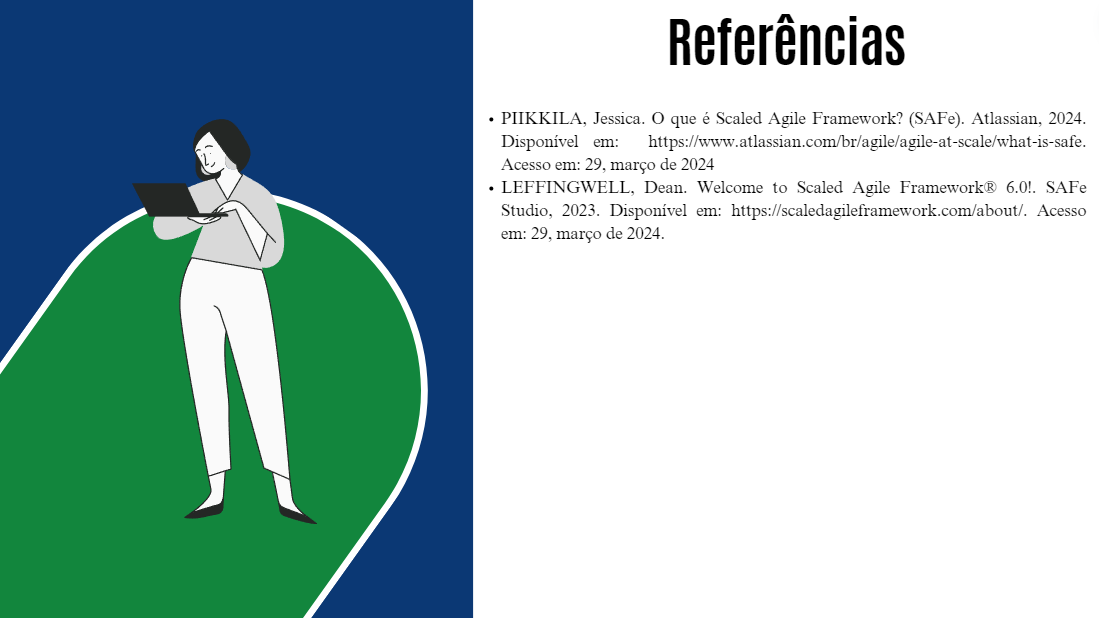 Referências
• PIIKKILA, Jessica. O que é Scaled Agile Framework? (SAFe). Atlassian, 2024.
Disponível em: https://www.atlassian.com/br/agile/agile-at-scale/what-is-safe.
Acesso em: 29, março de 2024
• LEFFINGWELL, Dean. Welcome to Scaled Agile Framework® 6.0!. SAFe
Studio, 2023. Disponível em: https://scaledagileframework.com/about/. Acesso
em: 29, março de 2024.